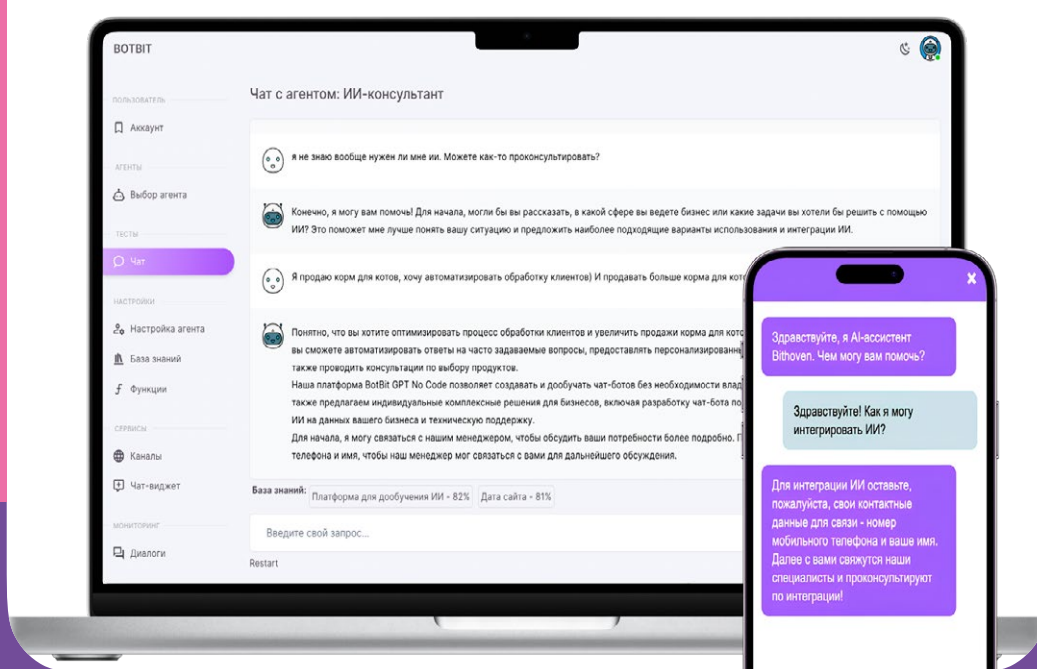 BOTBIT
ПОЛЬЗОВАТЕЛЬ
Аккаунт
АГЕНТЫ
Выбор агента
ТЕСТЫ
Чат
НАСТРОЙКИ
Настройка агента
База знаний
Функции
СЕРВИСЫ
Каналы
Чат-виджет
МОНИТОРИНГ
Диалоги
Чат с агентом: ИИ-консультант
я не знаю вообще нужен ли мне ии. Можете как-то проконсультировать?
Конечно, я могу вам помочь! Для начала, могли бы вы рассказать, в какой сфере вы ведете бизнес или какие задачи вы хотели бы решить с помощью
ИИ? Это поможет мне лучше понять вашу ситуацию и предложить наиболее подходящие варианты использования и интеграции ИИ.
Я продаю корм для котов, хочу автоматизировать обработку клиентов) И продавать больше корма для
Понятно, что вы хотите оптимизировать процесс обработки клиентов и увеличить продажи корма для
вы сможете автоматизировать ответы на часто задаваемые вопросы, предоставлять
также проводить консультации по выбору продуктов.
Наша платформа BotBit GPT No Code позволяет создавать и дообучать чат-ботов без необходимости
также предлагаем индивидуальные комплексные решения для бизнесов, включая разработку чат-бота
ИИ на данных вашего бизнеса и техническую поддержку.
Для начала, я могу связаться с нашим менеджером, чтобы обсудить ваши потребности более подробно.
телефона и имя, чтобы наш менеджер мог связаться с вами для дальнейшего обсуждения.
База знаний: Платформа для дообучения ИИ - 82% Дата сайта - 81%
Введите свой запрос...
Restart
Здравствуйте, я AI-ассистент
Bithoven. Чем могу вам помочь?
Здравствуйте! Как я могу
интегрировать ИИ?
Для интеграции ИИ оставьте,
пожалуйста, свои контактные
данные для связи - номер
мобильного телефона и ваше имя.
Далее с вами свяжутся наши
специалисты и проконсультируют
по интеграции!